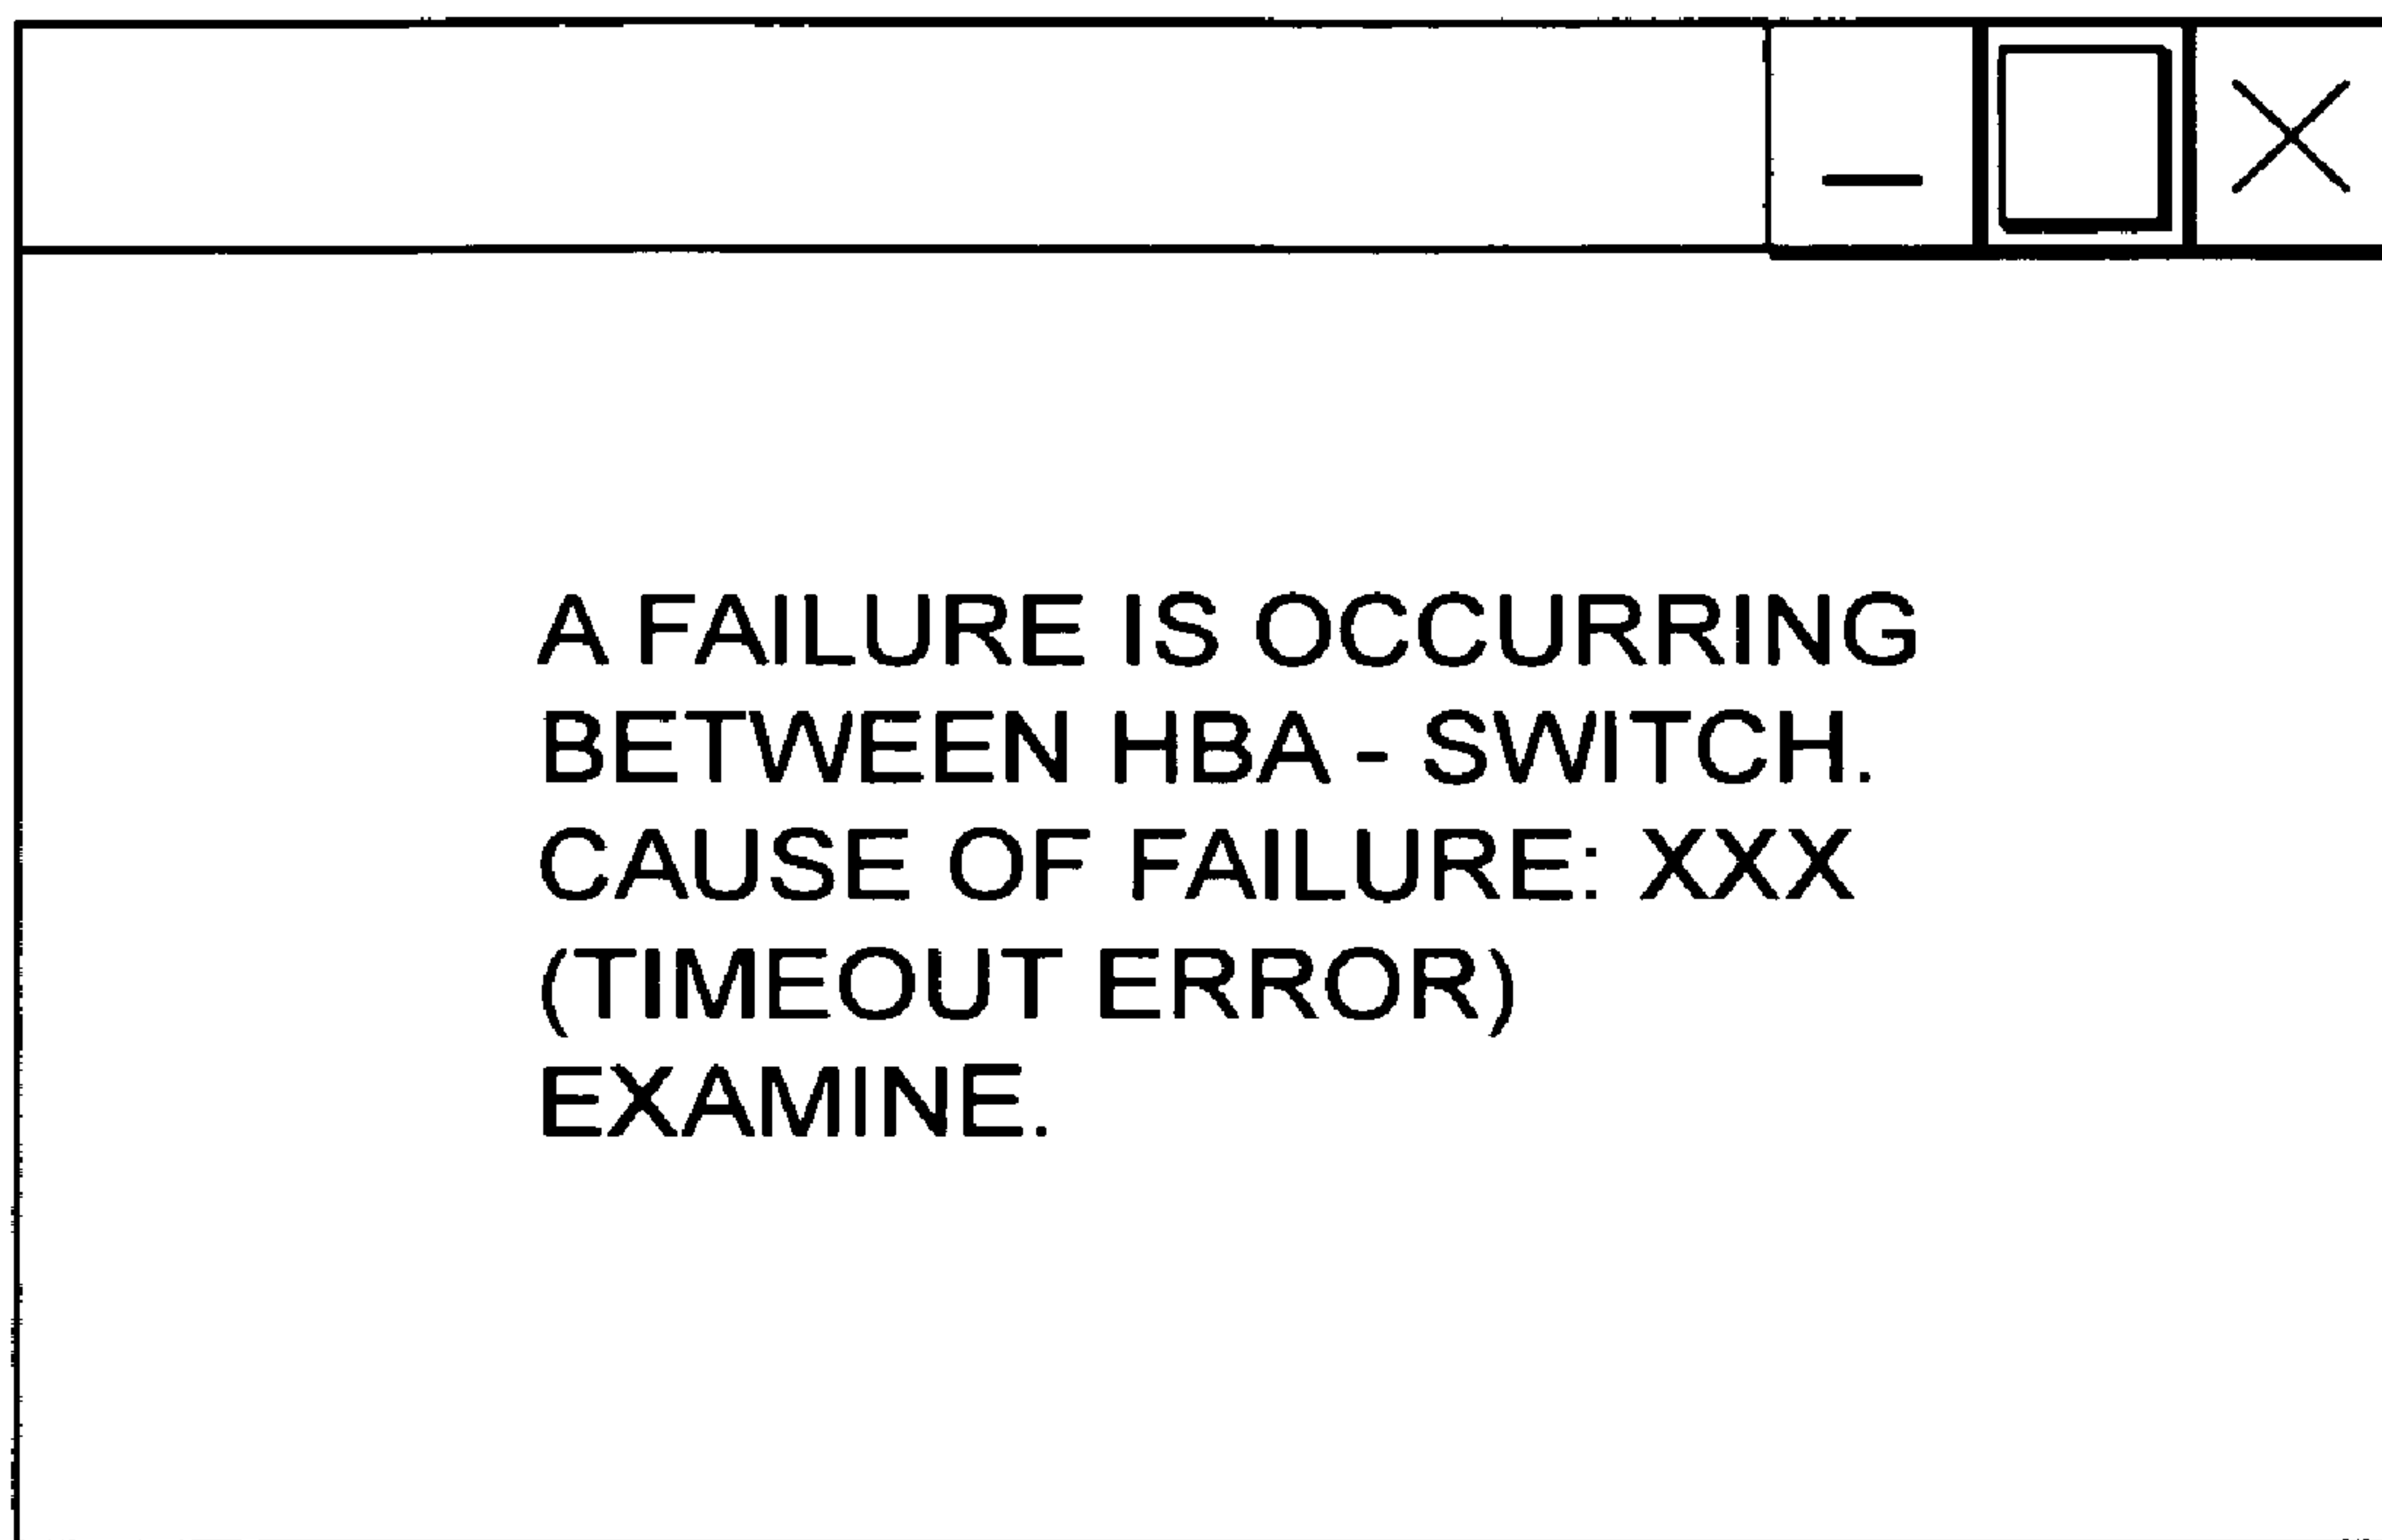 A FAILURE IS OCCURRING
BETWEEN HBA - SWITCH.
CAUSE OF FAILURE: XXX
(TIMEOUT ERROR)
EXAMINE.